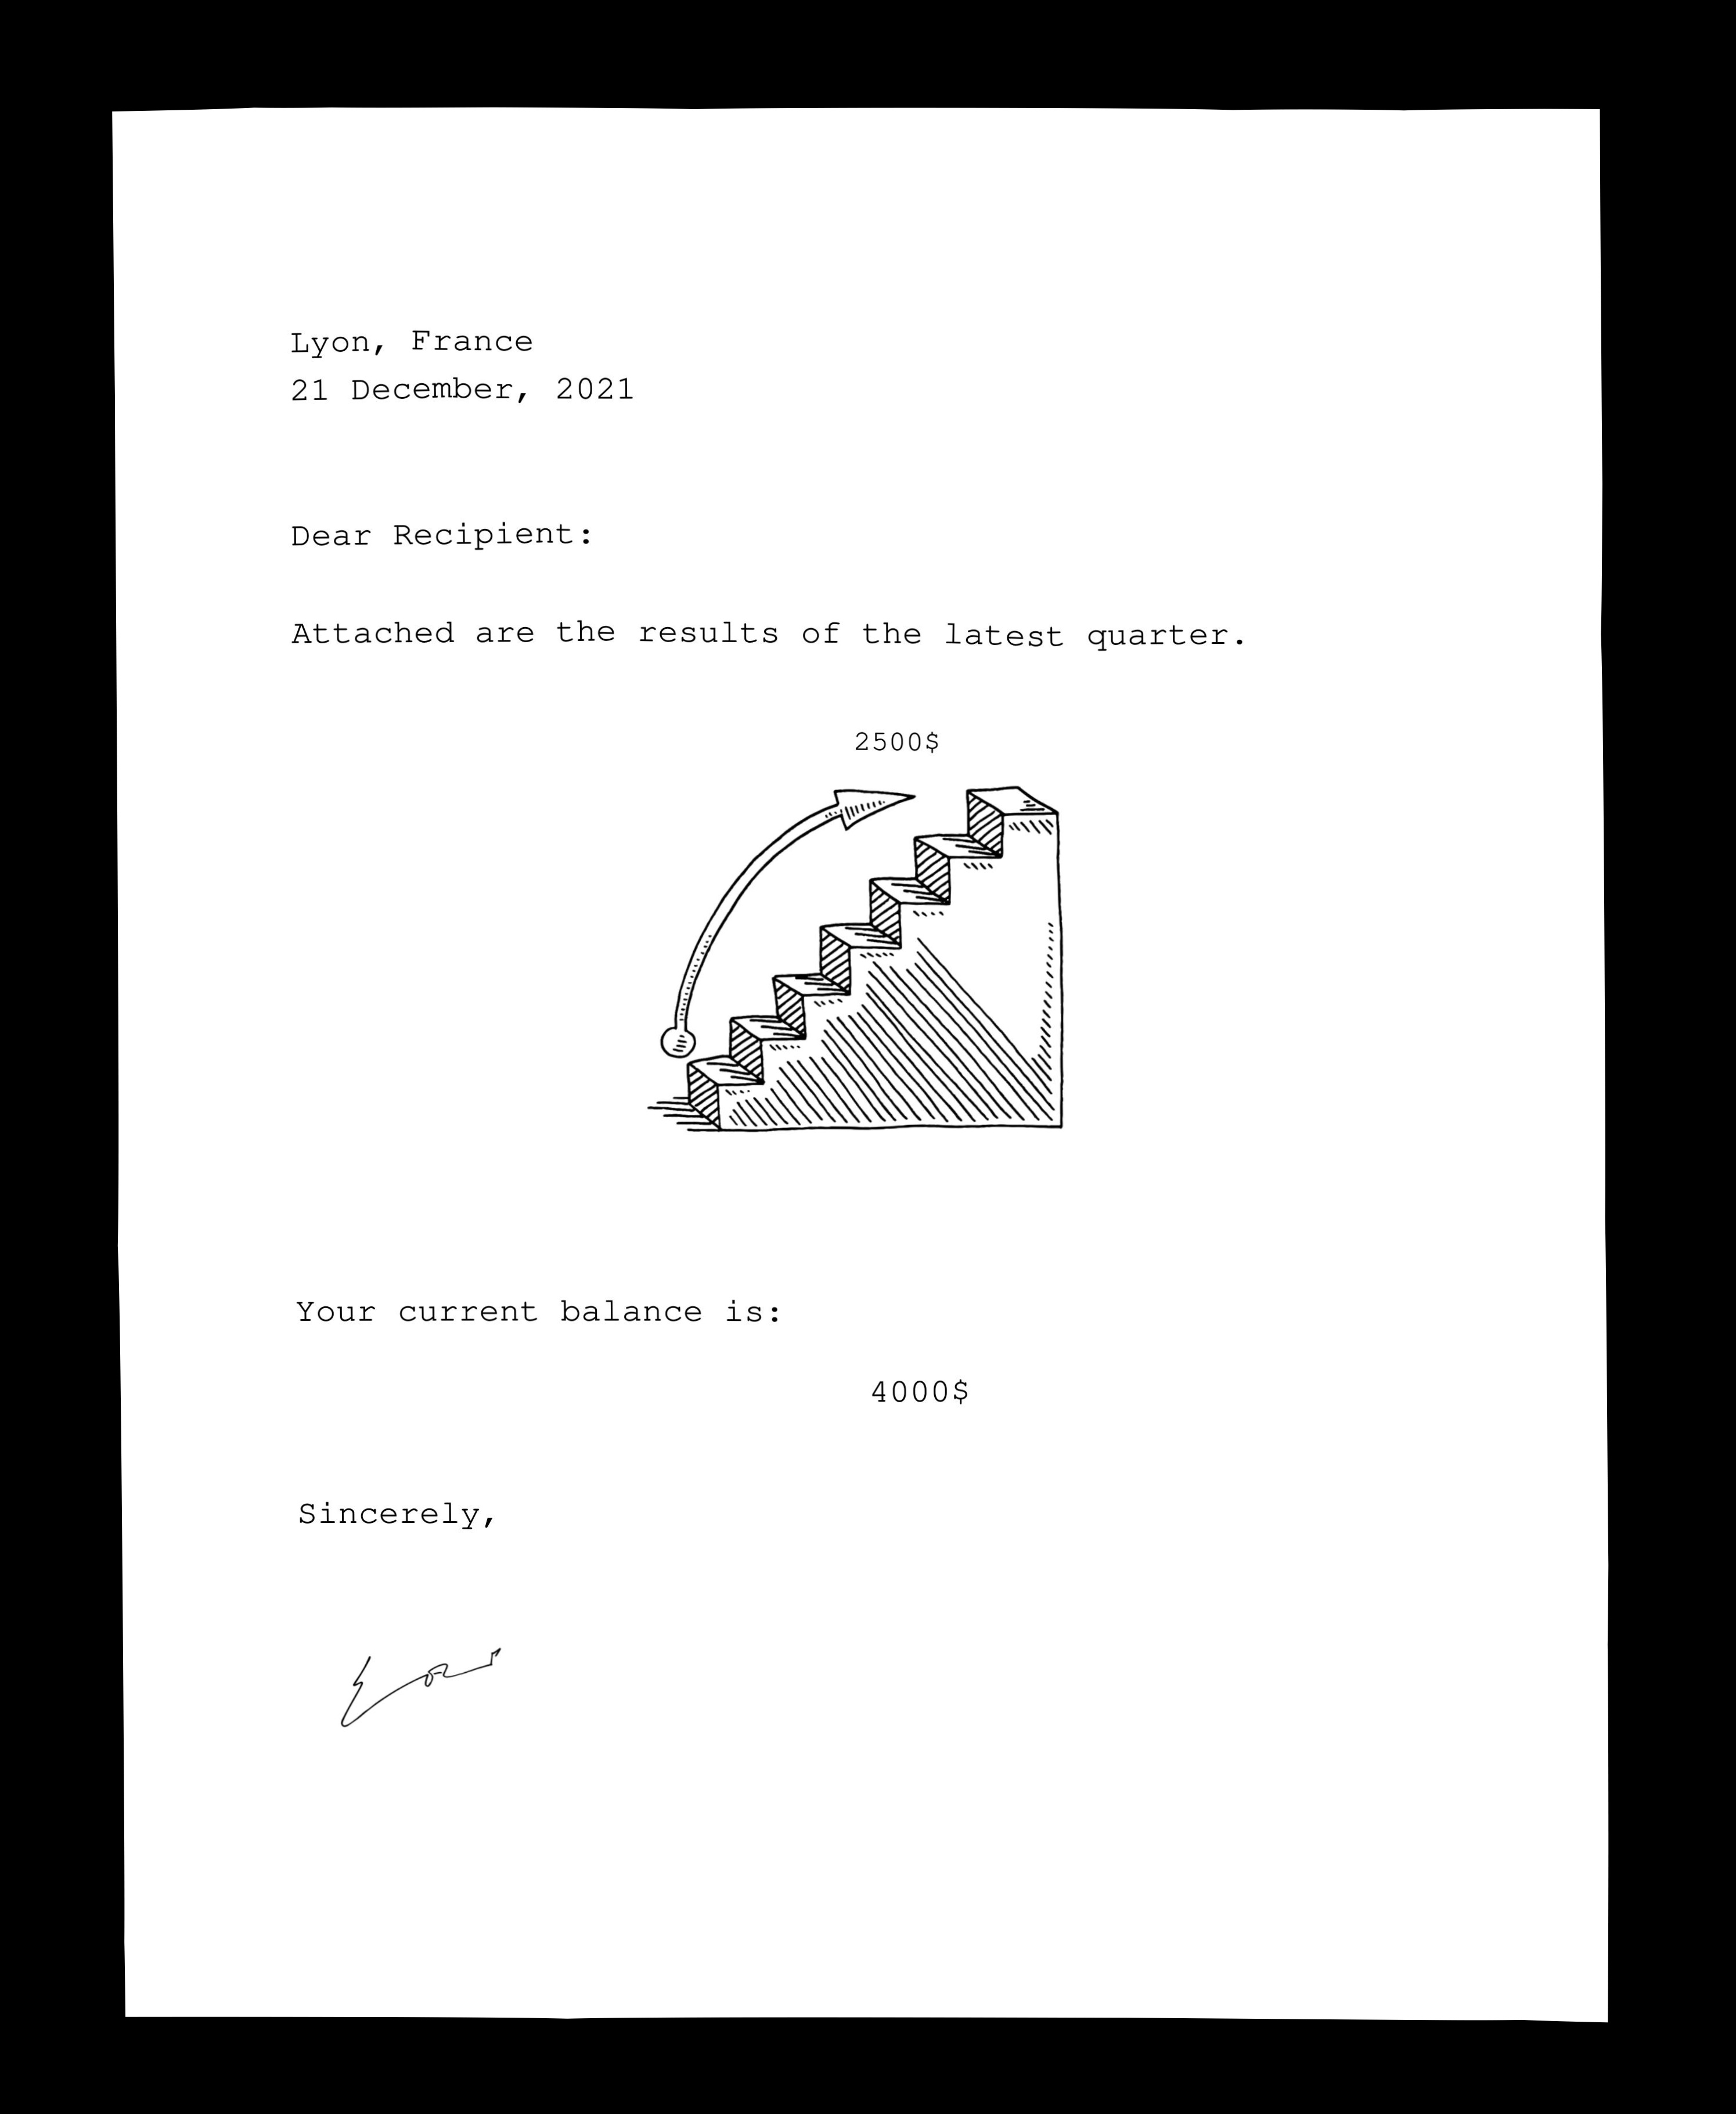 Lyon, France
21 December, 2021
Dear Recipient:
Attached are the results of the latest quarter.
2500$
Your current balance is:
4000$
Sincerely,